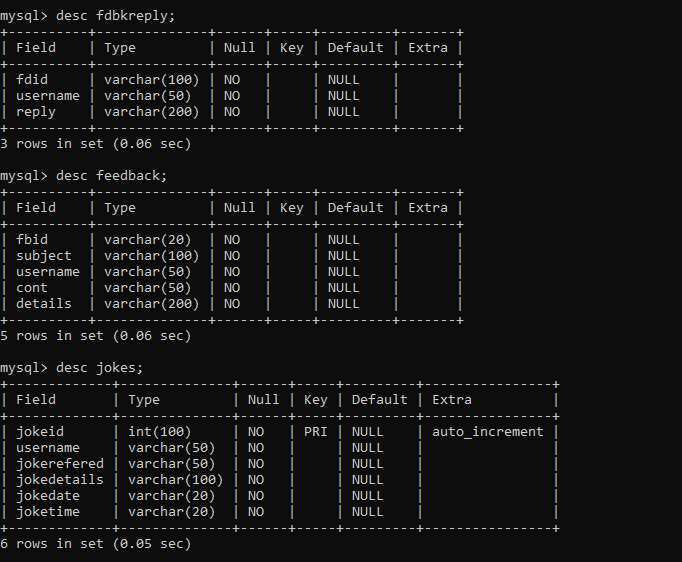 mysql> desc fdbkreply;
+----------+--------------+------+-----+---------+-------+
| Field    | Type         | Null | Key | Default | Extra |
+----------+--------------+------+-----+---------+-------+
| fdid     | varchar(100) | NO   |     | NULL    |       |
| username | varchar(50)  | NO   |     | NULL    |       |
| reply    | varchar(200) | NO   |     | NULL    |       |
+----------+--------------+------+-----+---------+-------+
3 rows in set (0.06 sec)

mysql> desc feedback;
+----------+--------------+------+-----+---------+-------+
| Field    | Type         | Null | Key | Default | Extra |
+----------+--------------+------+-----+---------+-------+
| fbid     | varchar(20)  | NO   |     | NULL    |       |
| subject  | varchar(100) | NO   |     | NULL    |       |
| username | varchar(50)  | NO   |     | NULL    |       |
| cont     | varchar(50)  | NO   |     | NULL    |       |
| details  | varchar(200) | NO   |     | NULL    |       |
+----------+--------------+------+-----+---------+-------+
5 rows in set (0.06 sec)

mysql> desc jokes;
+-------------+--------------+------+-----+---------+----------------+
| Field       | Type         | Null | Key | Default | Extra          |
+-------------+--------------+------+-----+---------+----------------+
| jokeid      | int(100)     | NO   | PRI | NULL    | auto_increment |
| username    | varchar(50)  | NO   |     | NULL    |                |
| jokerefered | varchar(50)  | NO   |     | NULL    |                |
| jokedetails | varchar(100) | NO   |     | NULL    |                |
| jokedate    | varchar(20)  | NO   |     | NULL    |                |
| joketime    | varchar(20)  | NO   |     | NULL    |                |
+-------------+--------------+------+-----+---------+----------------+
6 rows in set (0.05 sec)